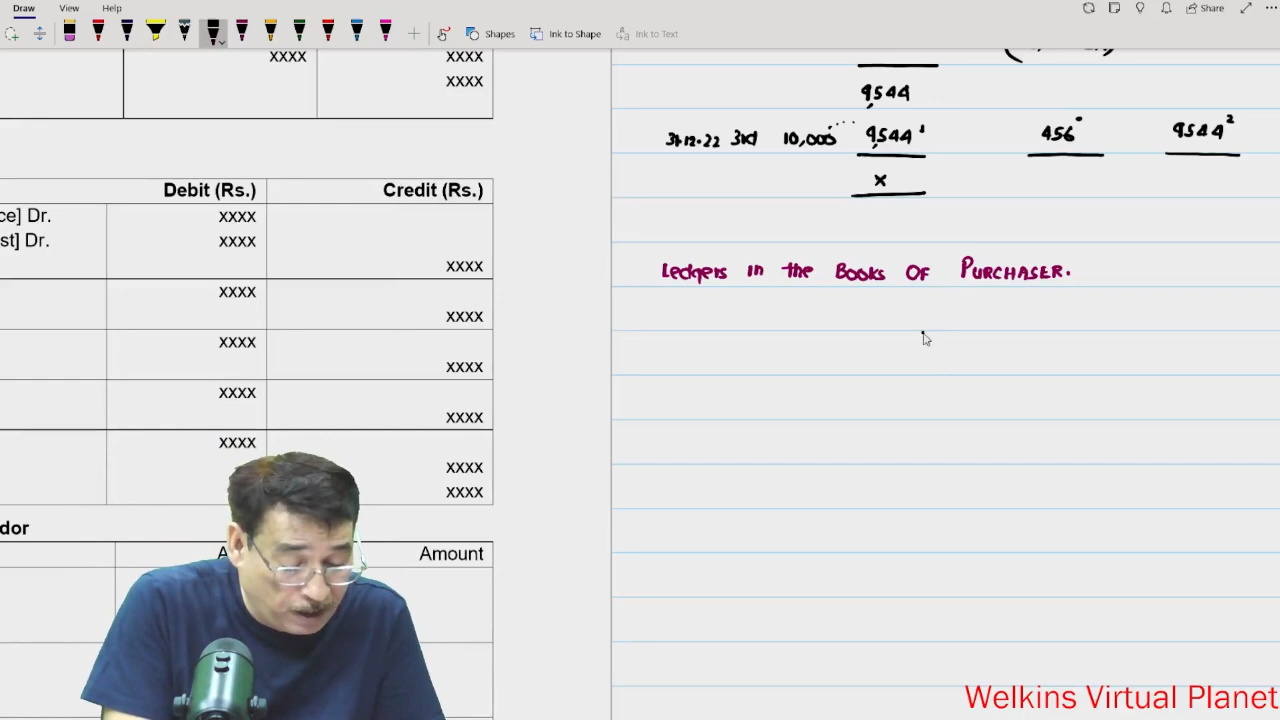 Draw View Help
Shapes Ink to Shape Ink to Text Share
xxxx xxxx
xxxx
Debit (Rs.) Credit (Rs.)
ce] Dr. xxxx
st] Dr. xxxx
xxxx
xxxx
xxxx
xxxx
xxxx
xxxx
xxxx
xxxx
xxxx
xxxx
dor
A Amount
9544
31.12.22 3rd 10,000 9544 456 9544
x
Ledgers in the Books OF PURCHASER.
Welkins Virtual Planet